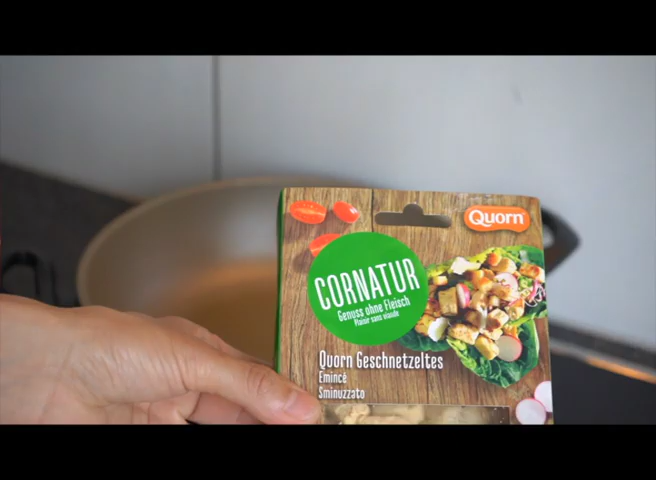 Quorn
CORNATUR
Genuss ohne Fleisch
Plaisir sans viande
Quorn Geschnetzeltes
Emincé
Sminuzzato